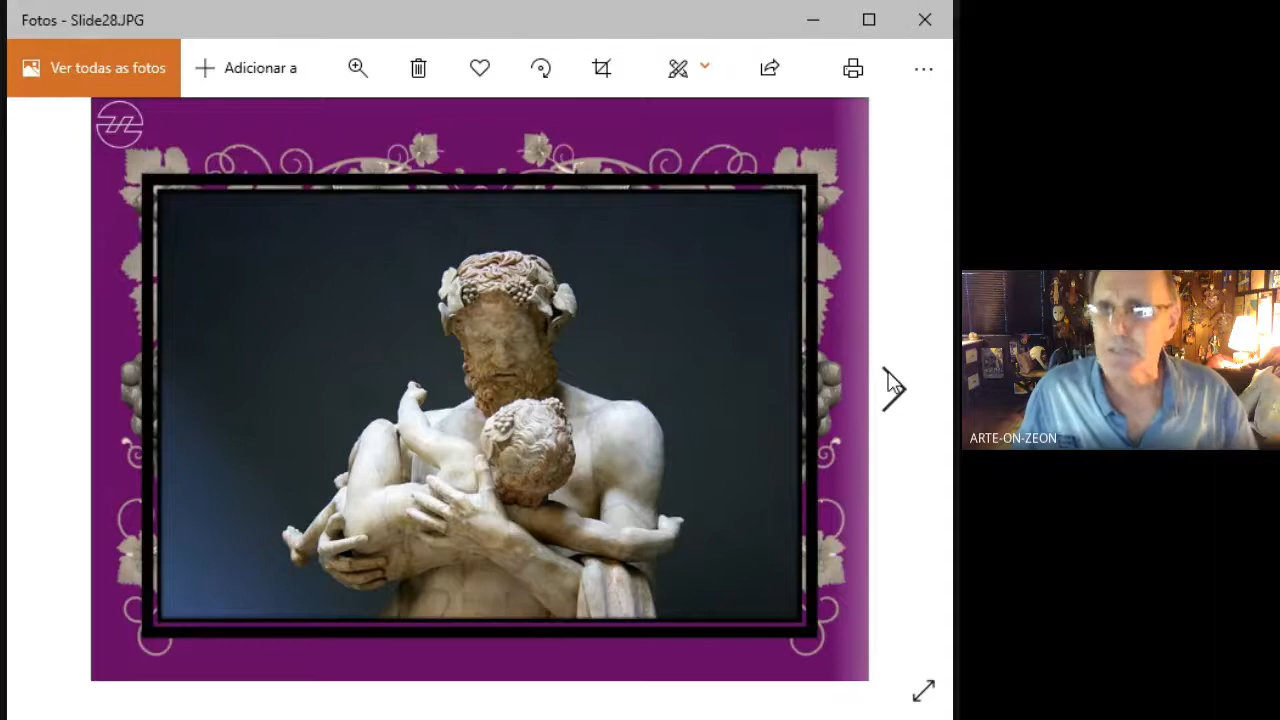 Fotos - Slide28.JPG
Ver todas as fotos
Adicionar a
ARTE-ON-ZEON